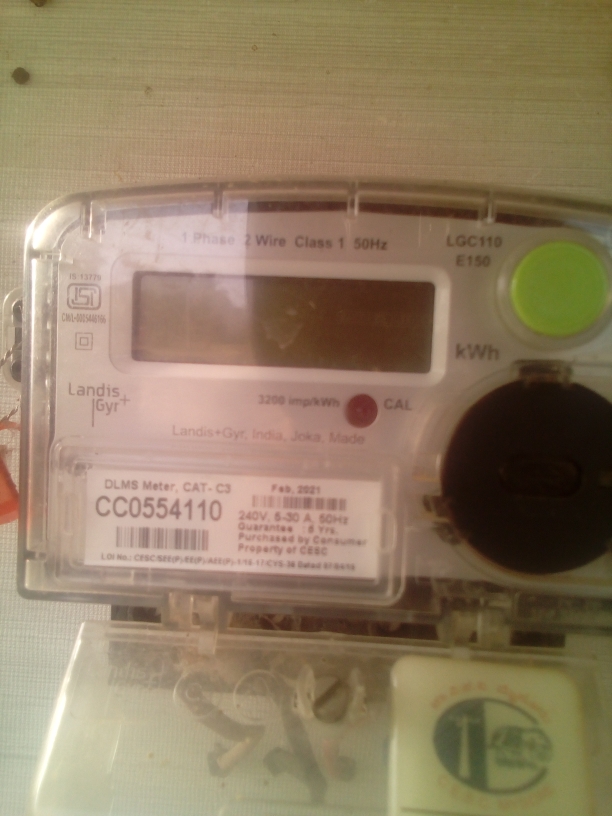 1 Phase 2 Wire Class 1 50Hz
LGC110
E150
IS 13779
ISI
kWh
Landis
Gyr+
3200 imp/kWh
CAL
Landis+Gyr, India, Joka, Made
DLMS Meter, CAT- C3
CC0554110
Feb, 2021
240V, 5-30 A, 50Hz
Guarantee : 5 Yrs.
Purchased by Consumer
Property of CESC